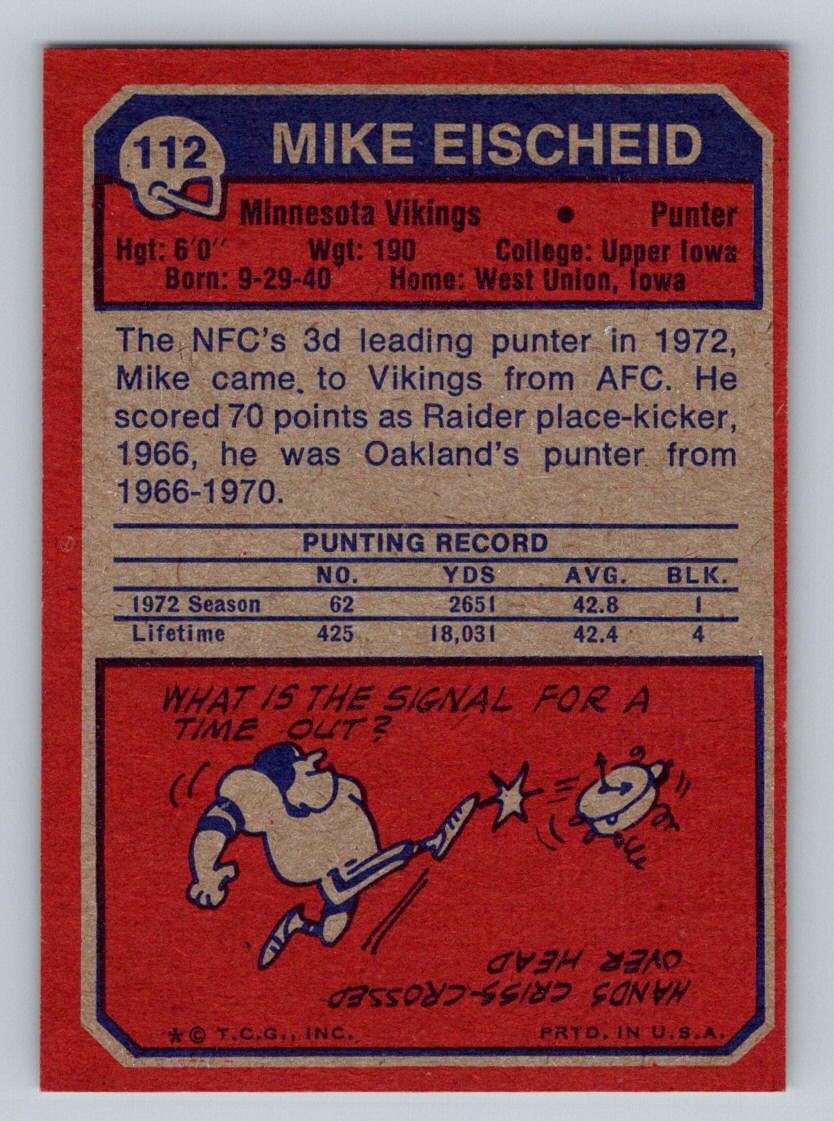 112
MIKE EISCHEID
Minnesota Vikings • Punter
Hgt: 6'0" Wgt: 190 College: Upper Iowa
Born: 9-29-40 Home: West Union, Iowa
The NFC's 3d leading punter in 1972,
Mike came to Vikings from AFC. He
scored 70 points as Raider place-kicker,
1966, he was Oakland's punter from
1966-1970.
PUNTING RECORD
NO. YDS AVG. BLK.
1972 Season 62 2651 42.8 1
Lifetime 425 18,031 42.4 4
WHAT IS THE SIGNAL FOR A
TIME OUT?
HANDS CRISS-CROSSED
OVER HEAD
*© T.C.G., INC. PRTD. IN U.S.A.